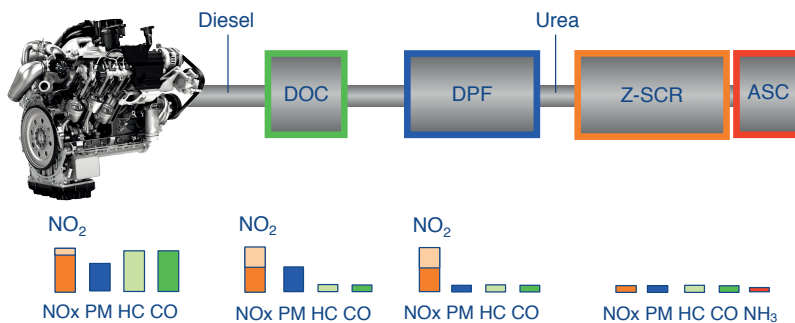 Diesel
Urea
DOC
DPF
Z-SCR
ASC
NO₂
NO₂
NO₂
NOx PM HC CO
NOx PM HC CO
NOx PM HC CO
NOx PM HC CO NH₃